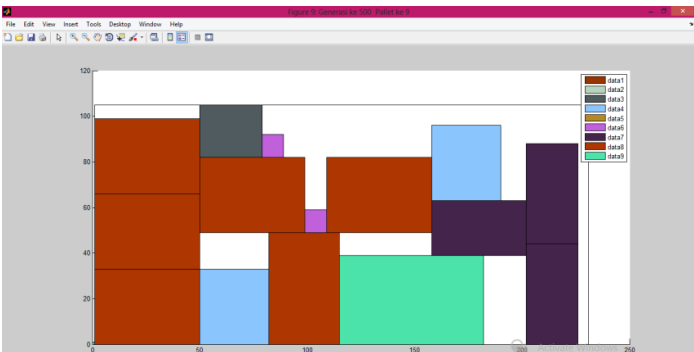 Figure 9: Generasi ke 500 Pallet ke 9
File Edit View Insert Tools Desktop Window Help
120
100
80
60
40
20
0
0 50 100 150 200 250
data1
data2
data3
data4
data5
data6
data7
data8
data9
Activate Windows